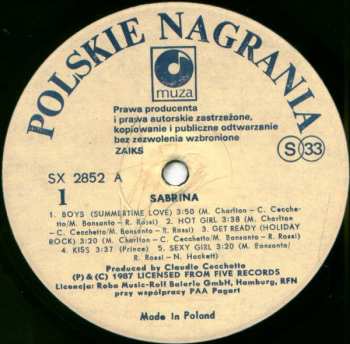 POLSKIE NAGRANIA
muza
Prawa producenta
i prawa autorskie zastrzeżone,
kopiowanie i publiczne odtwarzanie
bez zezwolenia wzbronione
ZAIKS
S 33
SX 2852 A
1
SABRINA
1. BOYS (SUMMERTIME LOVE) 3:50 (M. Charlton - C. Cecchet-
to/M. Bonsanto - R. Rossi) 2. HOT GIRL 3:38 (M. Charlton -
C. Cecchetto/M. Bonsanto - R. Rossi) 3. GET READY (HOLIDAY
ROCK) 3:20 (M. Charlton - C. Cecchetto/M. Bonsanto - R. Rossi)
4. KISS 3:37 (Prince) 5. SEXY GIRL (M. Bonsanto/
R. Rossi - N. Hackett)
Produced by Claudio Cecchetto
(P) & (C) 1987 LICENSED FROM FIVE RECORDS
Licencja: Roba Music-Rolf Baierle GmbH, Hamburg, RFN
przy współpracy PAA Pagart
Made in Poland